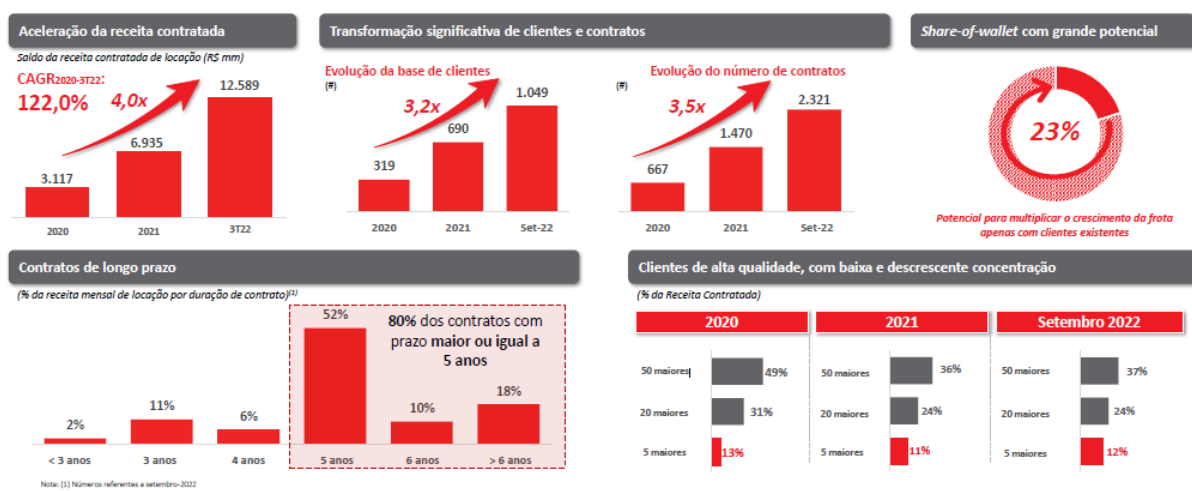 Aceleração da receita contratada
Saldo da receita contratada de locação (R$ mm)
CAGR2020-3T22:
122,0%
4,0x
3.117
6.935
12.589
2020
2021
3T22
Transformação significativa de clientes e contratos
Evolução da base de clientes
(#)
3,2x
319
690
1.049
2020
2021
Set-22
Evolução do número de contratos
(#)
3,5x
667
1.470
2.321
2020
2021
Set-22
Share-of-wallet com grande potencial
23%
Potencial para multiplicar o crescimento da frota
apenas com clientes existentes
Contratos de longo prazo
(% da receita mensal de locação por duração de contrato)(1)
2%
11%
6%
52%
10%
18%
80% dos contratos com
prazo maior ou igual a
5 anos
< 3 anos
3 anos
4 anos
5 anos
6 anos
> 6 anos
Nota: (1) Números referentes a setembro-2022
Clientes de alta qualidade, com baixa e descrescente concentração
(% da Receita Contratada)
2020
50 maiores
49%
20 maiores
31%
5 maiores
13%
2021
50 maiores
36%
20 maiores
24%
5 maiores
11%
Setembro 2022
50 maiores
37%
20 maiores
24%
5 maiores
12%